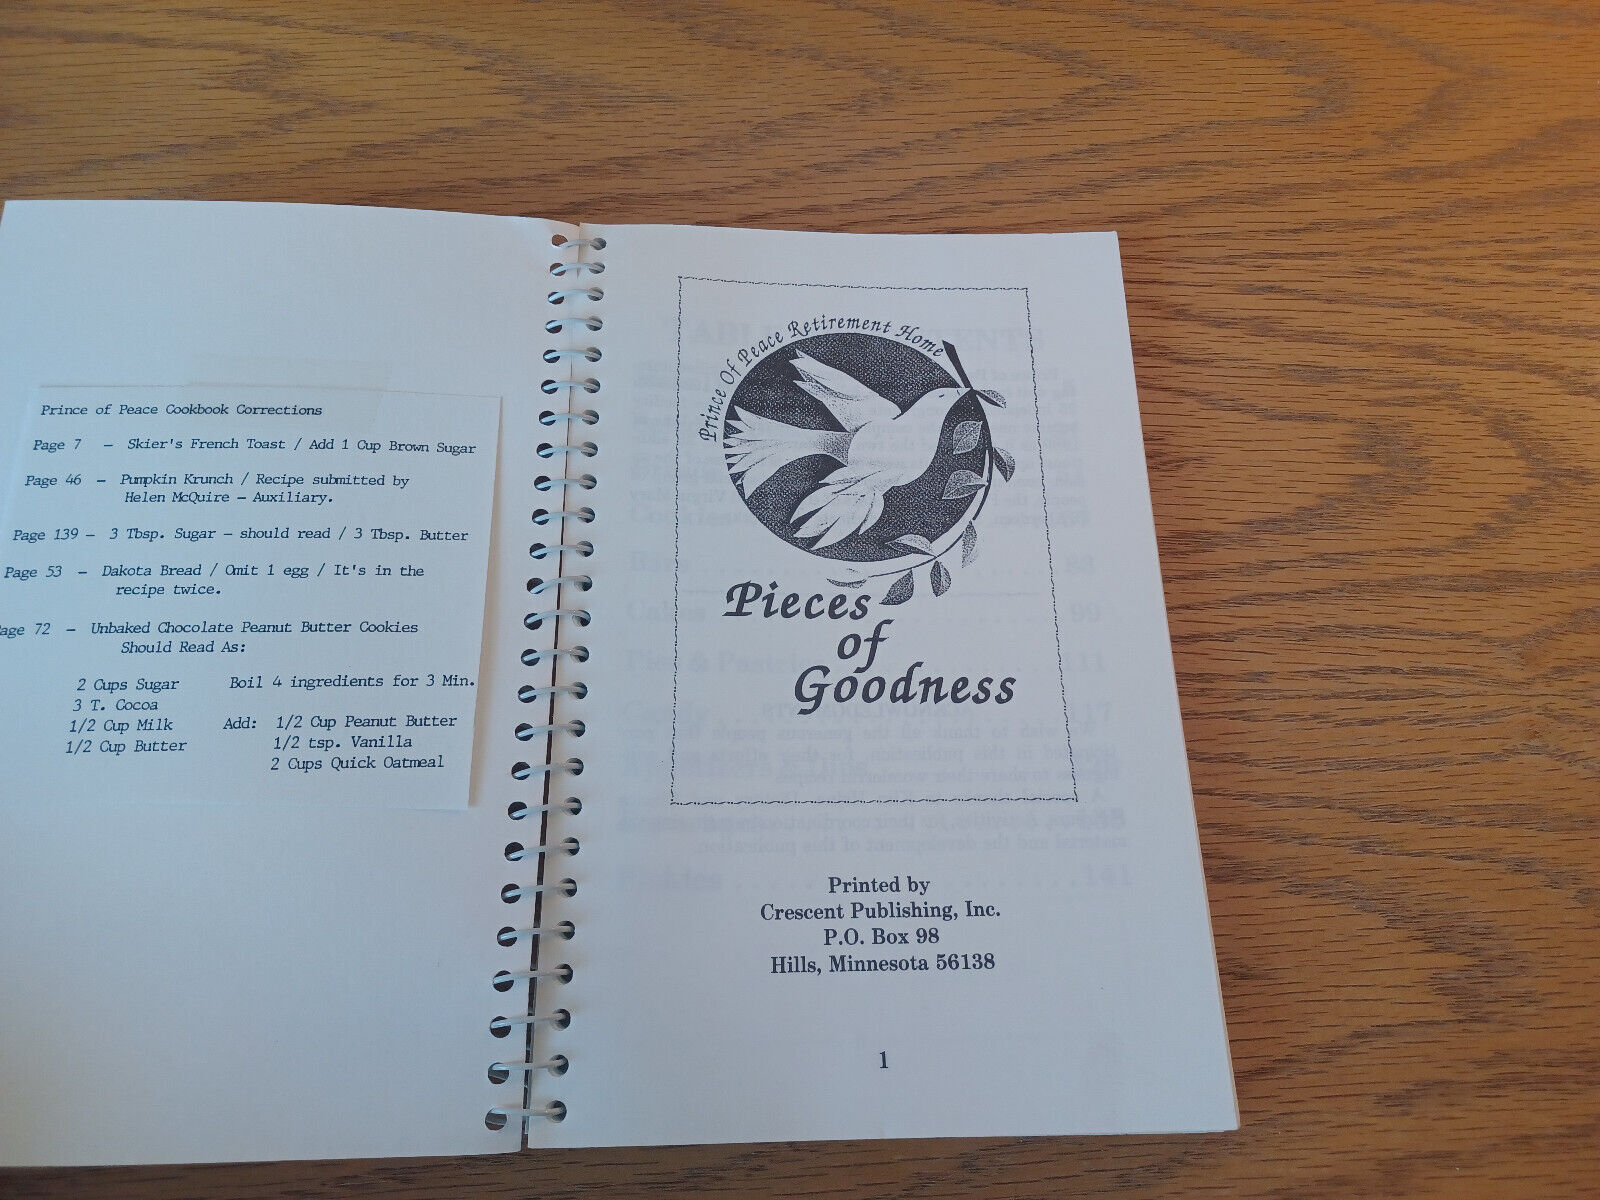 Prince of Peace Cookbook Corrections
Page 7 — Skier's French Toast / Add 1 Cup Brown Sugar
Page 46 — Pumpkin Krunch / Recipe submitted by
Helen McQuire — Auxiliary.
Page 139 — 3 Tbsp. Sugar — should read / 3 Tbsp. Butter
Page 53 — Dakota Bread / Omit 1 egg / It's in the
recipe twice.
age 72 — Unbaked Chocolate Peanut Butter Cookies
Should Read As:
2 Cups Sugar
3 T. Cocoa
1/2 Cup Milk
1/2 Cup Butter
Boil 4 ingredients for 3 Min.
Add: 1/2 Cup Peanut Butter
1/2 tsp. Vanilla
2 Cups Quick Oatmeal
Prince Of Peace Retirement Home
Pieces
of
Goodness
Printed by
Crescent Publishing, Inc.
P.O. Box 98
Hills, Minnesota 56138
1